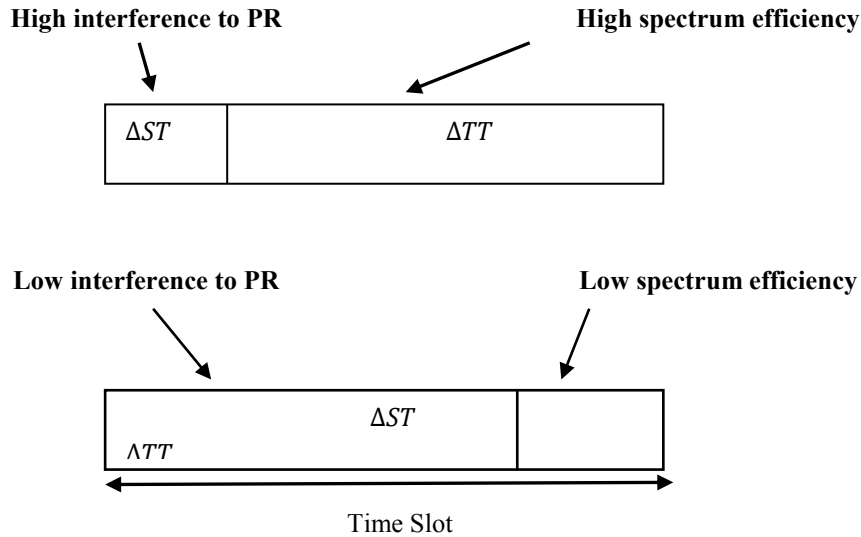 High interference to PR High spectrum efficiency
ΔST ΔTT
Low interference to PR Low spectrum efficiency
ΔST
ΔTT
Time Slot